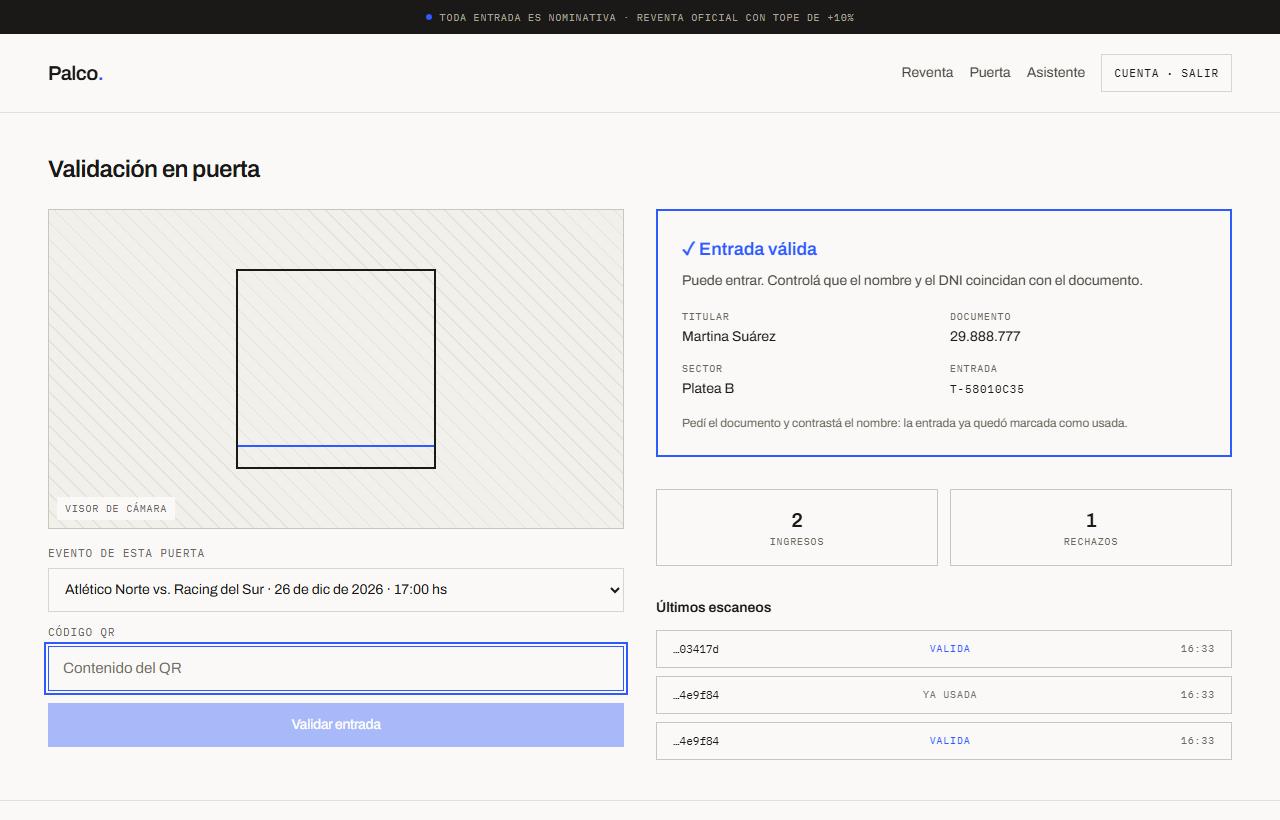 TODA ENTRADA ES NOMINATIVA · REVENTA OFICIAL CON TOPE DE +10%
Palco.
Reventa Puerta Asistente CUENTA · SALIR
Validación en puerta
VISOR DE CÁMARA
EVENTO DE ESTA PUERTA
Atlético Norte vs. Racing del Sur · 26 de dic de 2026 · 17:00 hs
CÓDIGO QR
Contenido del QR
Validar entrada
✓ Entrada válida
Puede entrar. Controlá que el nombre y el DNI coincidan con el documento.
TITULAR DOCUMENTO
Martina Suárez 29.888.777
SECTOR ENTRADA
Platea B T-58010C35
Pedí el documento y contrastá el nombre: la entrada ya quedó marcada como usada.
2 1
INGRESOS RECHAZOS
Últimos escaneos
…03417d VALIDA 16:33
…4e9f84 YA USADA 16:33
…4e9f84 VALIDA 16:33